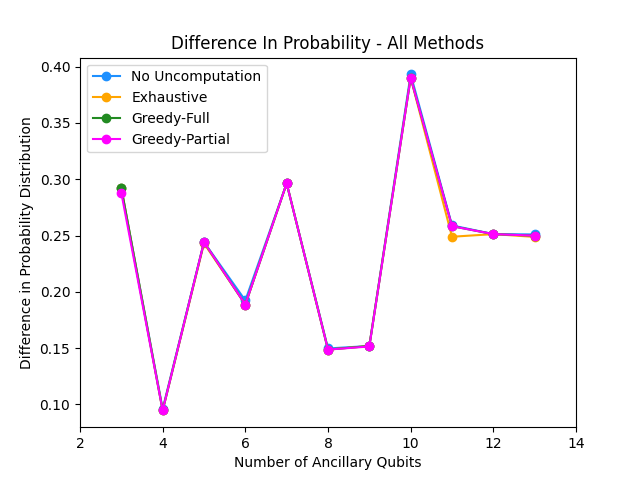 Difference In Probability - All Methods
No Uncomputation
Exhaustive
Greedy-Full
Greedy-Partial
Difference in Probability Distribution
0.40
0.35
0.30
0.25
0.20
0.15
0.10
2 4 6 8 10 12 14
Number of Ancillary Qubits